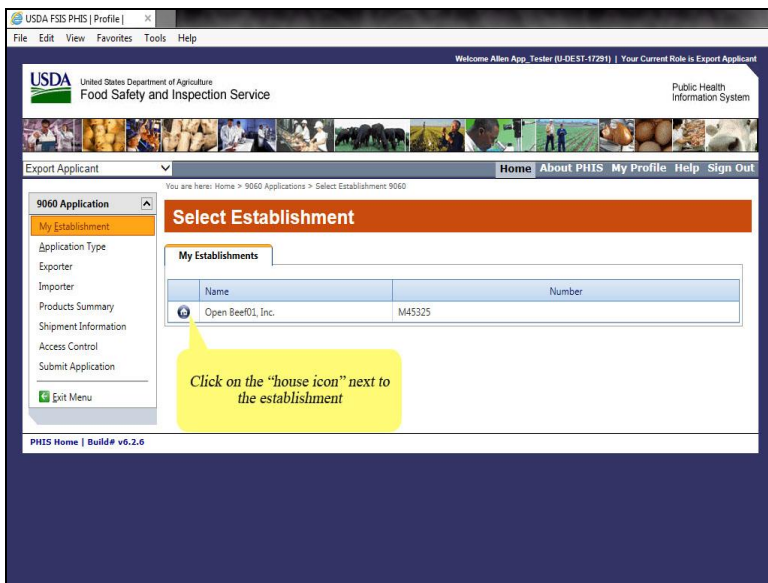 USDA FSIS PHIS | Profile |
File Edit View Favorites Tools Help
Welcome Allen App_Tester (U-DEST-17291) | Your Current Role is Export Applicant
USDA
United States Department of Agriculture
Food Safety and Inspection Service
Public Health
Information System
Export Applicant
Home About PHIS My Profile Help Sign Out
You are here: Home > 9060 Applications > Select Establishment 9060
9060 Application
My Establishment
Application Type
Exporter
Importer
Products Summary
Shipment Information
Access Control
Submit Application
Exit Menu
Select Establishment
My Establishments
Name Number
Open Beef01, Inc. M45325
Click on the “house icon” next to
the establishment
PHIS Home | Build# v6.2.6